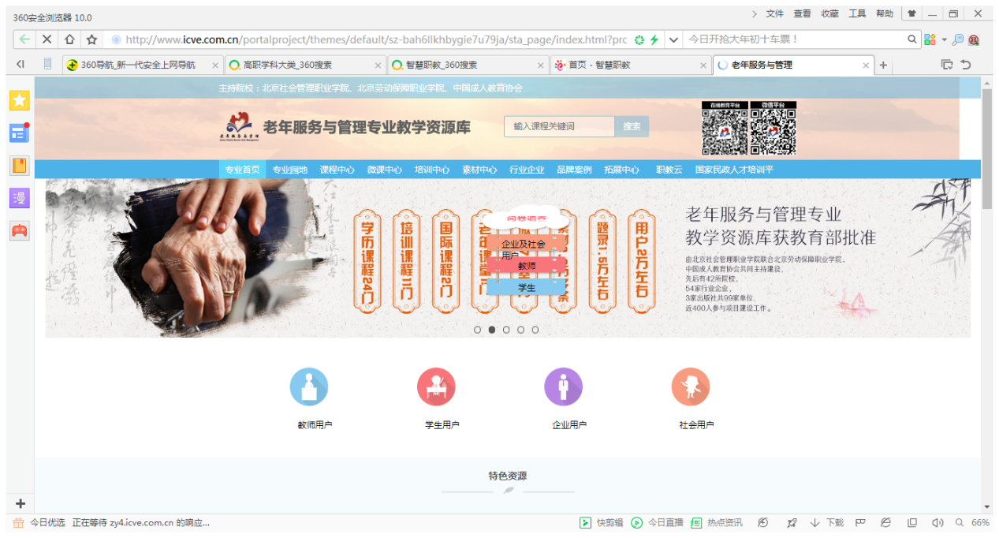 360安全浏览器 10.0
文件 查看 收藏 工具 帮助
http://www.icve.com.cn/portalproject/themes/default/sz-bah6llkhbygie7u79ja/sta_page/index.html?prc
今日开抢大年初十车票！
360导航_新一代安全上网导航
高职学科大类_360搜索
智慧职教_360搜索
首页 - 智慧职教
老年服务与管理
主持院校：北京社会管理职业学院、北京劳动保障职业学院、中国成人教育协会
在线教育平台 微信平台
老年服务与管理专业教学资源库
输入课程关键词 搜索
专业首页 专业园地 课程中心 微课中心 培训中心 素材中心 行业企业 品牌案例 拓展中心 职教云 国家民政人才培训平
学历课程24门
培训课程11门
国际课程2门
题录1.5万左右
用户2万左右
问卷调查
企业及社会
用户
教师
学生
老年服务与管理专业
教学资源库获教育部批准
由北京社会管理职业学院联合北京劳动保障职业学院、
中国成人教育协会共同主持建设，
先后有42所院校、
54家行业企业，
3家出版社共99家单位，
近400人参与项目建设工作。
教师用户 学生用户 企业用户 社会用户
特色资源
今日优选 正在等待 zy4.icve.com.cn 的响应...
快剪辑 今日直播 热点资讯 下载 66%